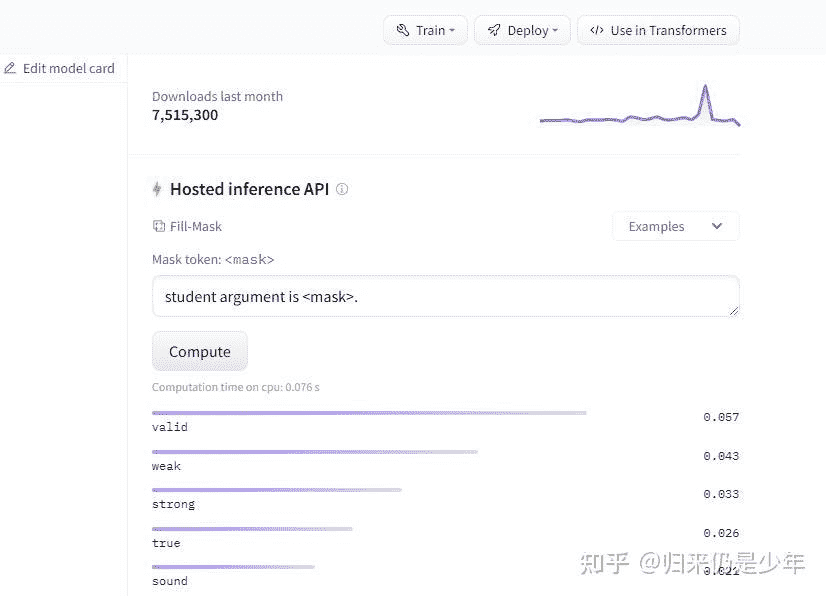 Train
Deploy
</> Use in Transformers
Edit model card
Downloads last month
7,515,300
Hosted inference API
Fill-Mask
Examples
Mask token: <mask>
student argument is <mask>.
Compute
Computation time on cpu: 0.076 s
0.057
valid
0.043
weak
0.033
strong
0.026
true
0.021
sound
知乎 @归来仍是少年